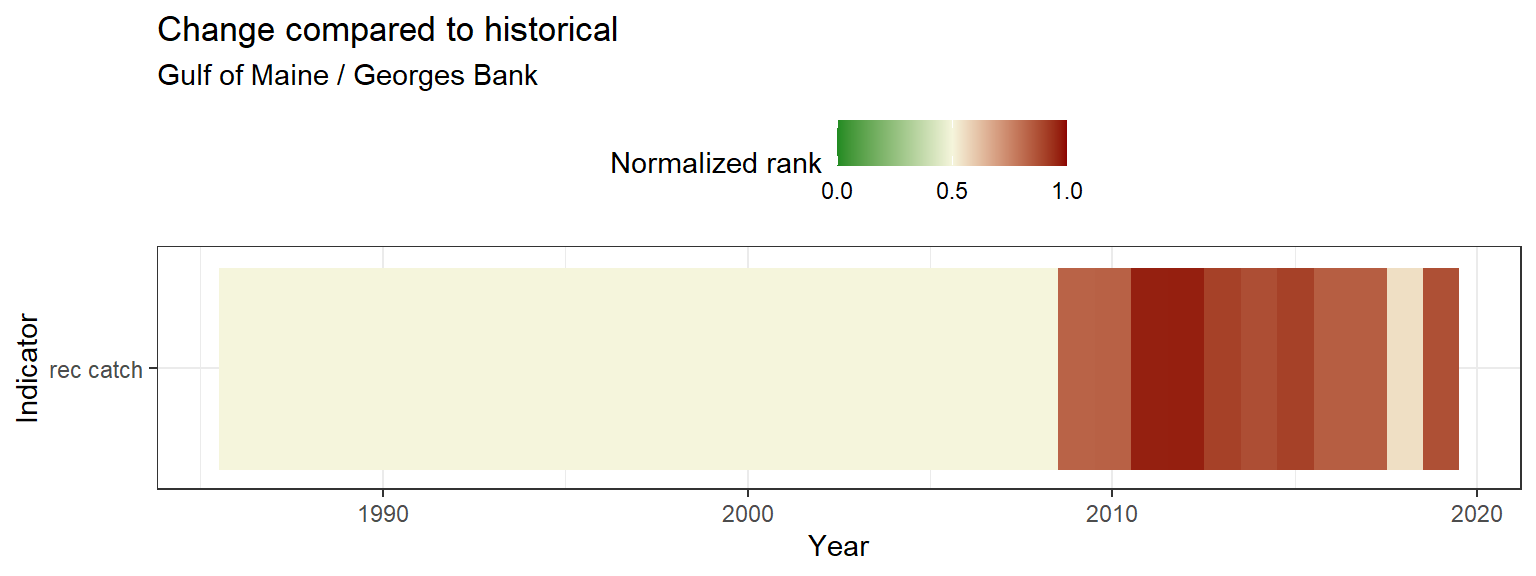 Change compared to historical
Gulf of Maine / Georges Bank
Normalized rank
0.0 0.5 1.0
Indicator
rec catch
1990 2000 2010 2020
Year